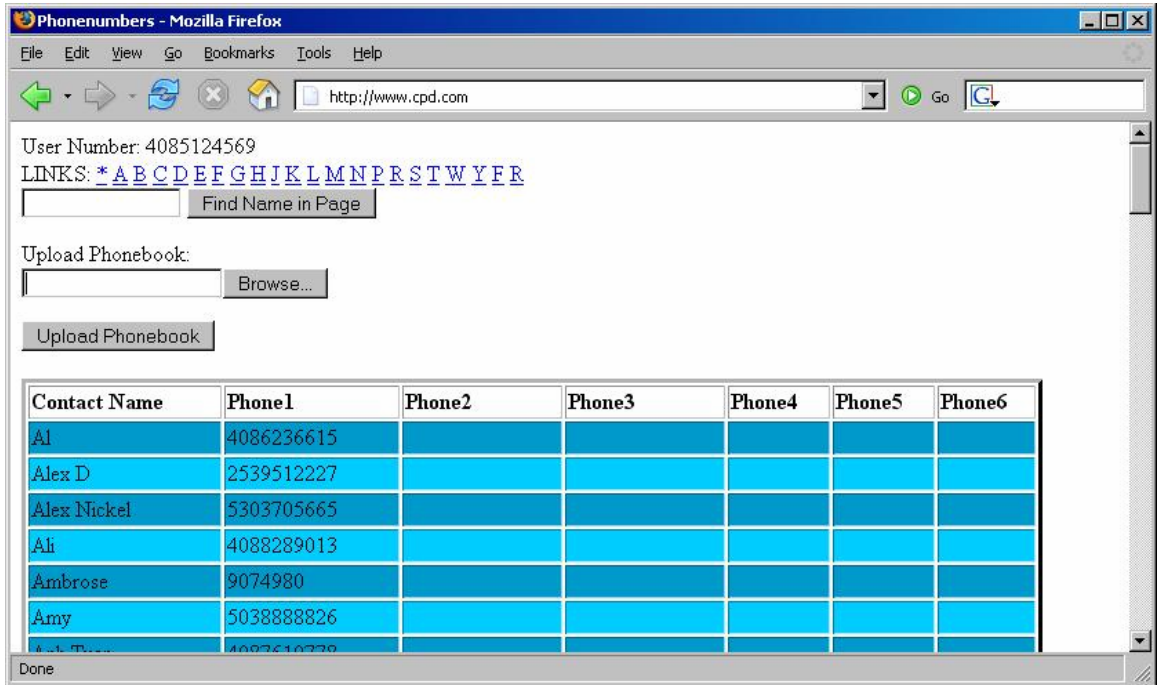 Phonenumbers - Mozilla Firefox
File Edit View Go Bookmarks Tools Help
http://www.cpd.com Go G
User Number: 4085124569
LINKS: * A B C D E F G H J K L M N P R S T W Y F R
Find Name in Page
Upload Phonebook:
Browse...
Upload Phonebook
Contact Name Phone1 Phone2 Phone3 Phone4 Phone5 Phone6
Al 4086236615
Alex D 2539512227
Alex Nickel 5303705665
Ali 4088289013
Ambrose 9074980
Amy 5038888826
Done